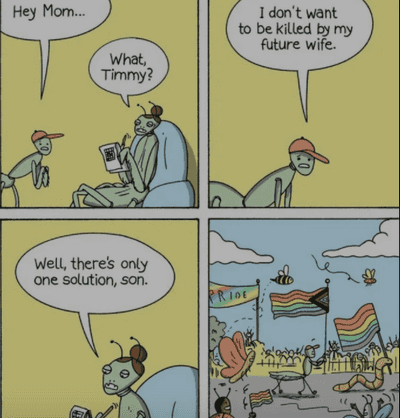 Hey Mom...
What,
Timmy?
I don't want
to be killed by my
future wife.
Well, there's only
one solution, son.
PRIDE